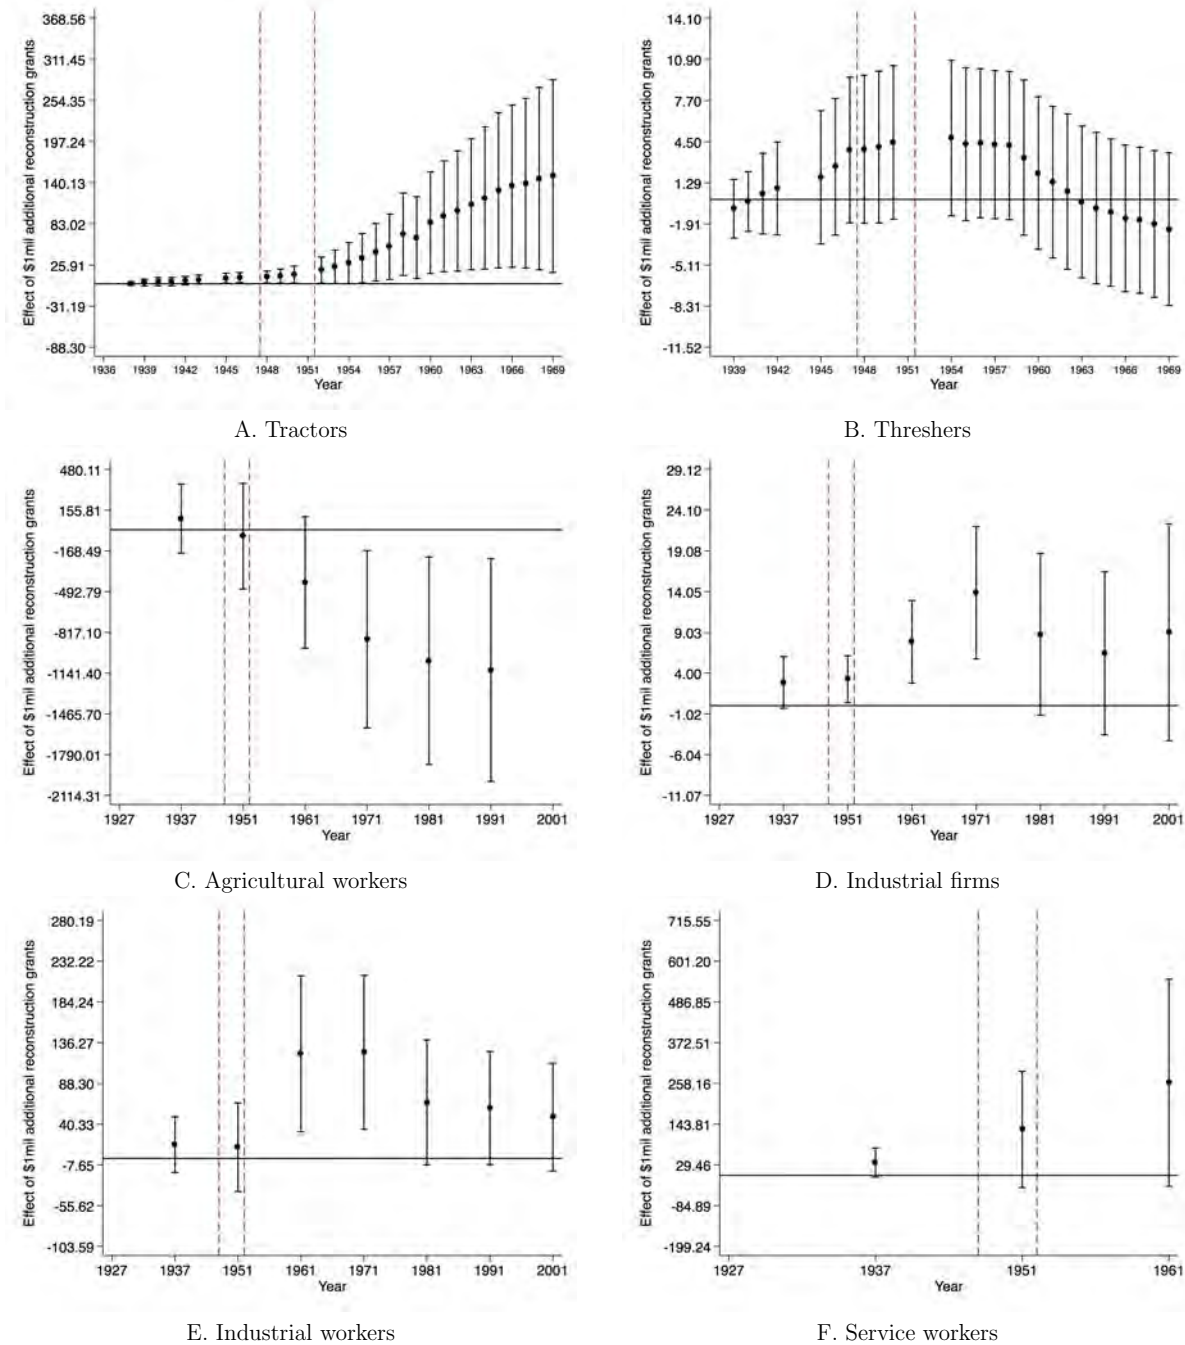 Effect of $1mil additional reconstruction grants
368.56
311.45
254.35
197.24
140.13
83.02
25.91
-31.19
-88.30
1936 1939 1942 1945 1948 1951 1954 1957 1960 1963 1966 1969
Year
A. Tractors
Effect of $1mil additional reconstruction grants
14.10
10.90
7.70
4.50
1.29
-1.91
-5.11
-8.31
-11.52
1939 1942 1945 1948 1951 1954 1957 1960 1963 1966 1969
Year
B. Threshers
Effect of $1mil additional reconstruction grants
480.11
155.81
-168.49
-492.79
-817.10
-1141.40
-1465.70
-1790.01
-2114.31
1927 1937 1951 1961 1971 1981 1991 2001
Year
C. Agricultural workers
Effect of $1mil additional reconstruction grants
29.12
24.10
19.08
14.05
9.03
4.00
-1.02
-6.04
-11.07
1927 1937 1951 1961 1971 1981 1991 2001
Year
D. Industrial firms
Effect of $1mil additional reconstruction grants
280.19
232.22
184.24
136.27
88.30
40.33
-7.65
-55.62
-103.59
1927 1937 1951 1961 1971 1981 1991 2001
Year
E. Industrial workers
Effect of $1mil additional reconstruction grants
715.55
601.20
486.85
372.51
258.16
143.81
29.46
-84.89
-199.24
1927 1937 1951 1961
Year
F. Service workers